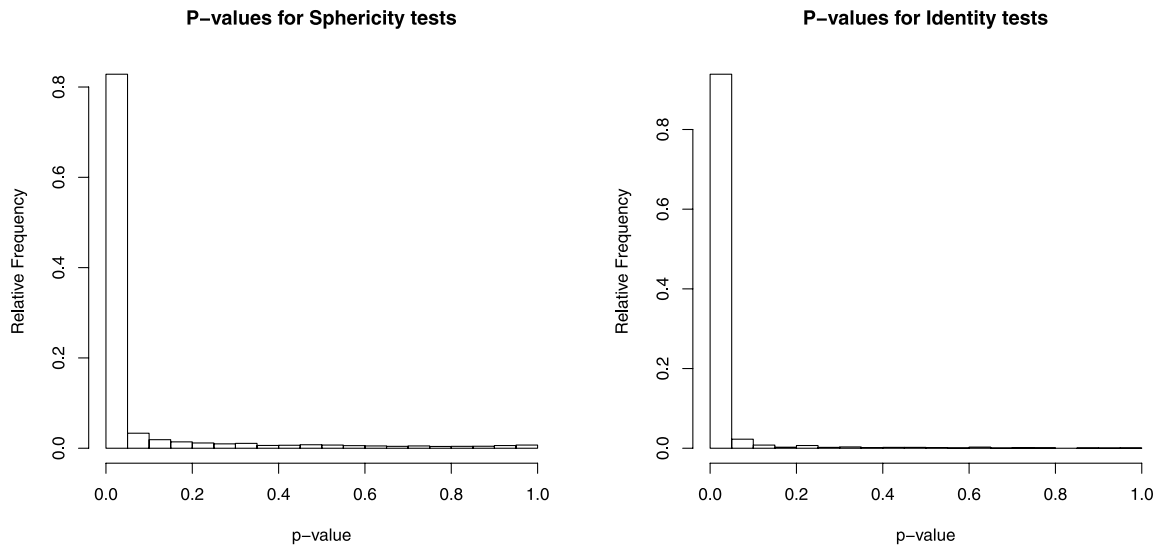 P−values for Sphericity tests
Relative Frequency
0.8
0.6
0.4
0.2
0.0
0.0 0.2 0.4 0.6 0.8 1.0
p−value
P−values for Identity tests
Relative Frequency
0.8
0.6
0.4
0.2
0.0
0.0 0.2 0.4 0.6 0.8 1.0
p−value